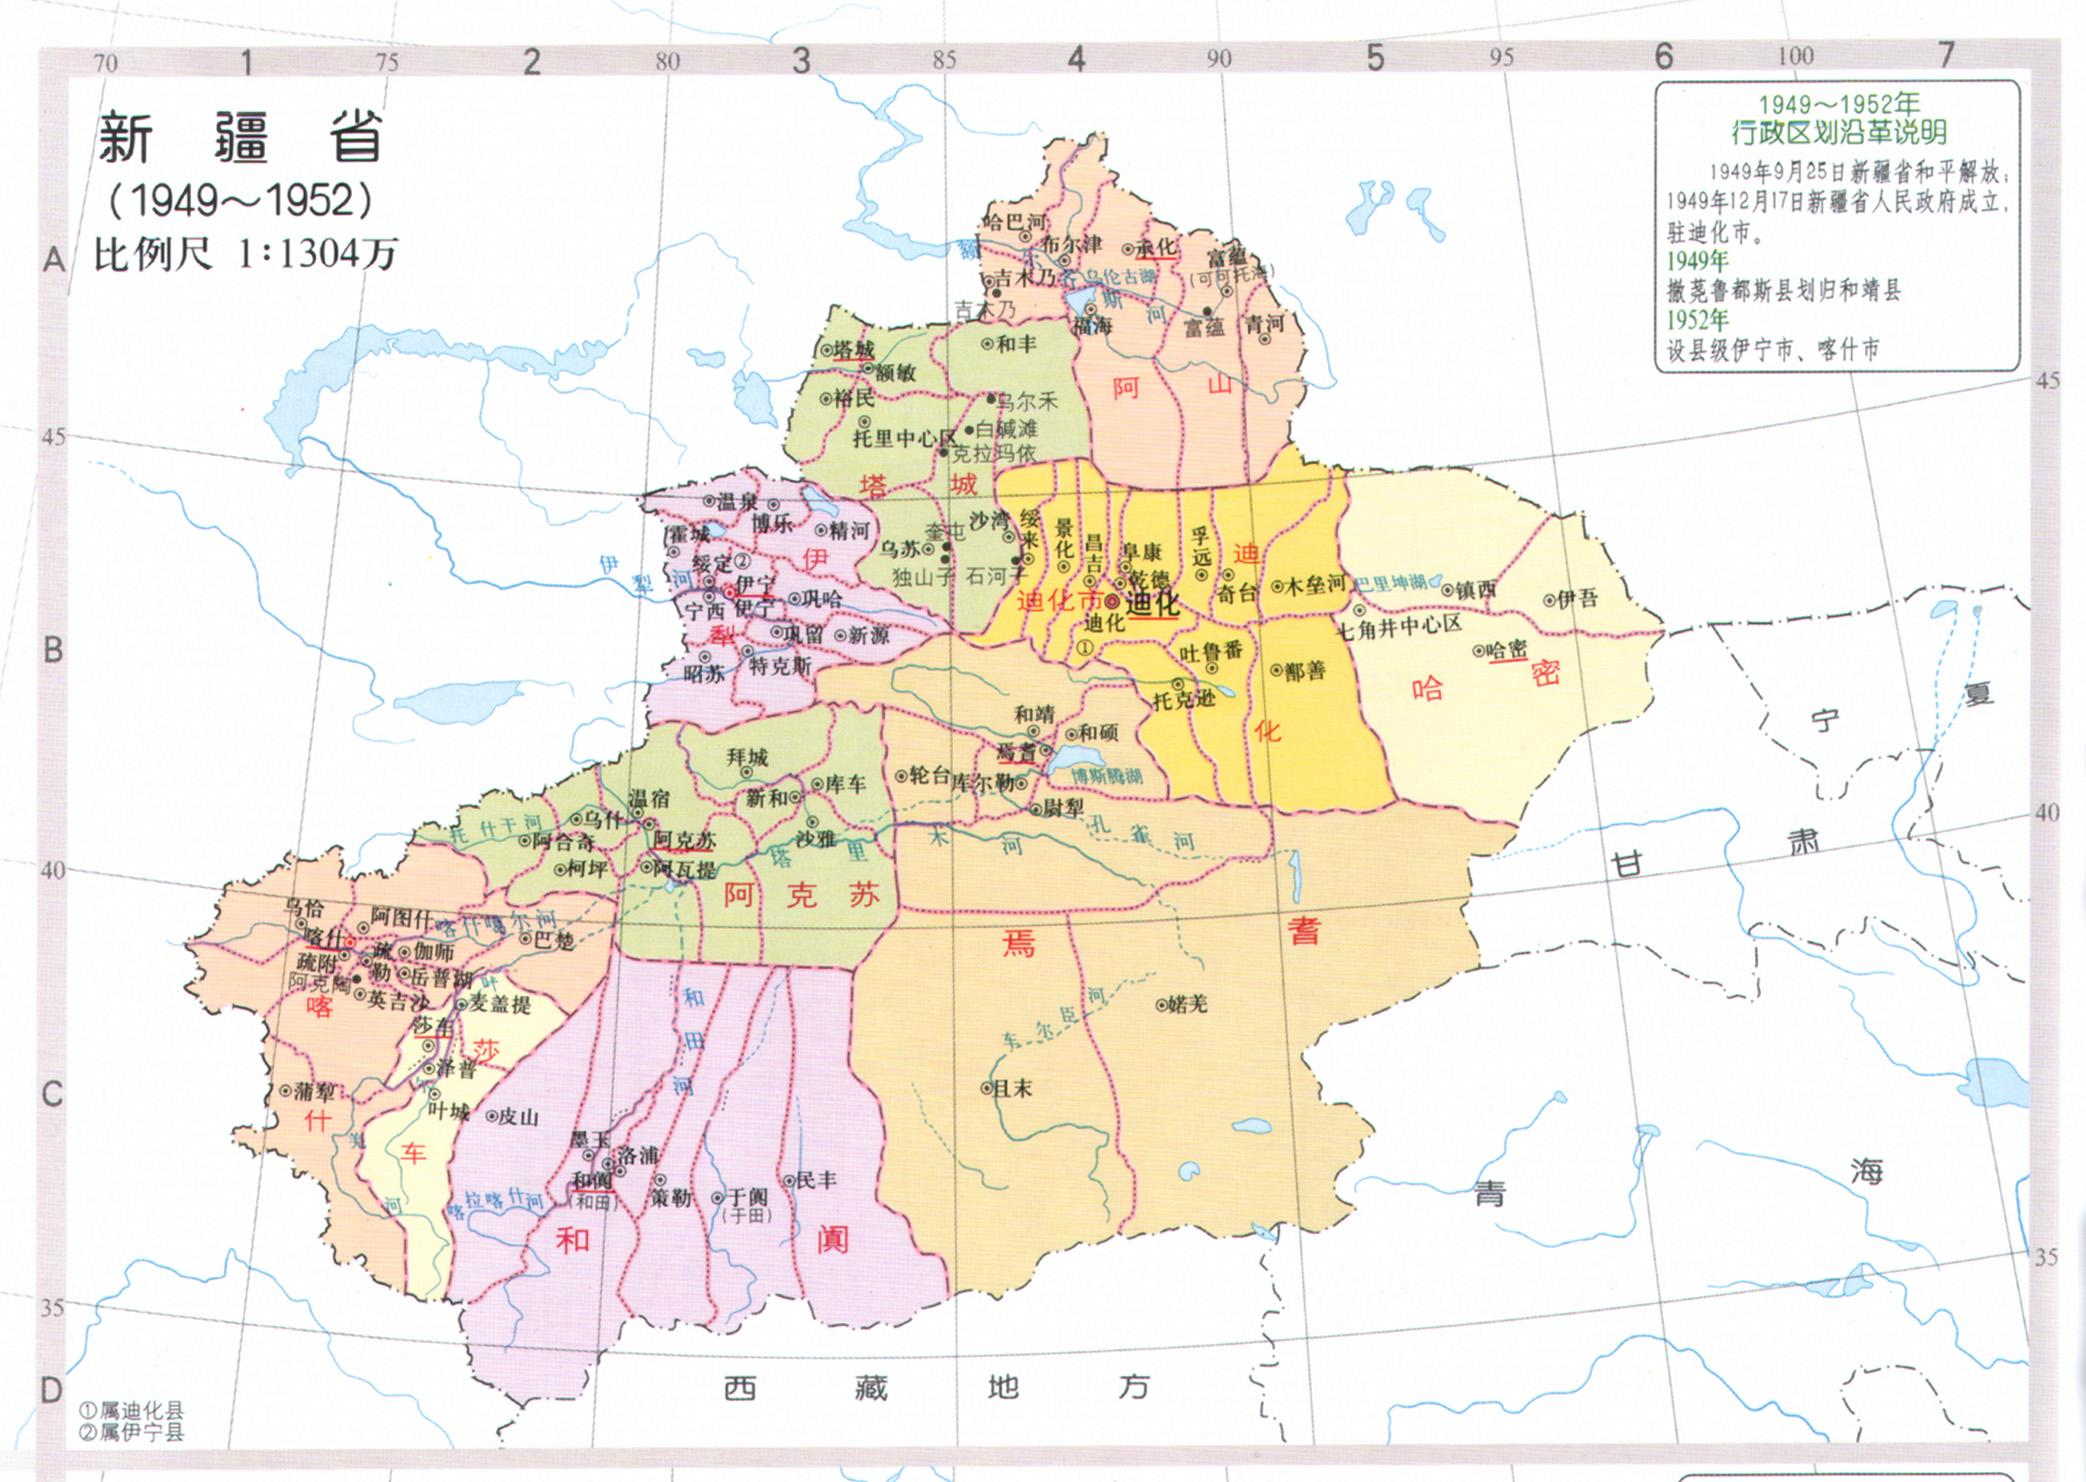 70 1 75 2 80 3 85 4 90 5 95 6 100 7
新疆省
(1949～1952)
比例尺 1:1304万
1949～1952年
行政区划沿革说明
1949年9月25日新疆省和平解放;
1949年12月17日新疆省人民政府成立,
驻迪化市。
1949年
撤
鲁都斯县划归和靖县
1952年
设县级伊宁市、喀什市
A
B
C
D
45
40
35
45
40
35
哈巴河
布尔津
承化
富蕴
(可可托海)
吉木乃
乌伦古湖
额
尔
齐
斯
河
吉木乃
福海
富蕴
青河
阿山
塔城
额敏
裕民
和丰
乌尔禾
白碱滩
克拉玛依
托里中心区
塔城
温泉
博乐
精河
霍城
伊
绥定②
伊宁
宁西
伊宁
巩哈
犁
巩留
新源
昭苏
特克斯
伊犁河
奎屯
沙湾
乌苏
独山子
石河子
绥来
景化
昌吉
阜康
乾德
孚远
迪
奇台
木垒河
迪化市
迪化
迪化
①
吐鲁番
鄯善
托克逊
化
巴里坤湖
镇西
伊吾
七角井中心区
哈密
哈密
和靖
和硕
焉耆
博斯腾湖
轮台
库尔勒
尉犁
孔雀河
拜城
新和
库车
温宿
乌什
托什干河
阿合奇
阿克苏
沙雅
柯坪
阿瓦提
塔里木河
阿克苏
焉耆
婼羌
车尔臣河
且末
乌恰
阿图什
喀什噶尔河
巴楚
喀什
疏附
疏勒
伽师
岳普湖
阿克陶
英吉沙
麦盖提
喀什
莎车
莎车
泽普
叶城
蒲犁
叶尔羌河
皮山
和田河
墨玉
洛浦
和阗
(和田)
策勒
于阗
(于田)
民丰
喀拉喀什河
和阗
宁夏
甘肃
青海
西藏地方
①属迪化县
②属伊宁县